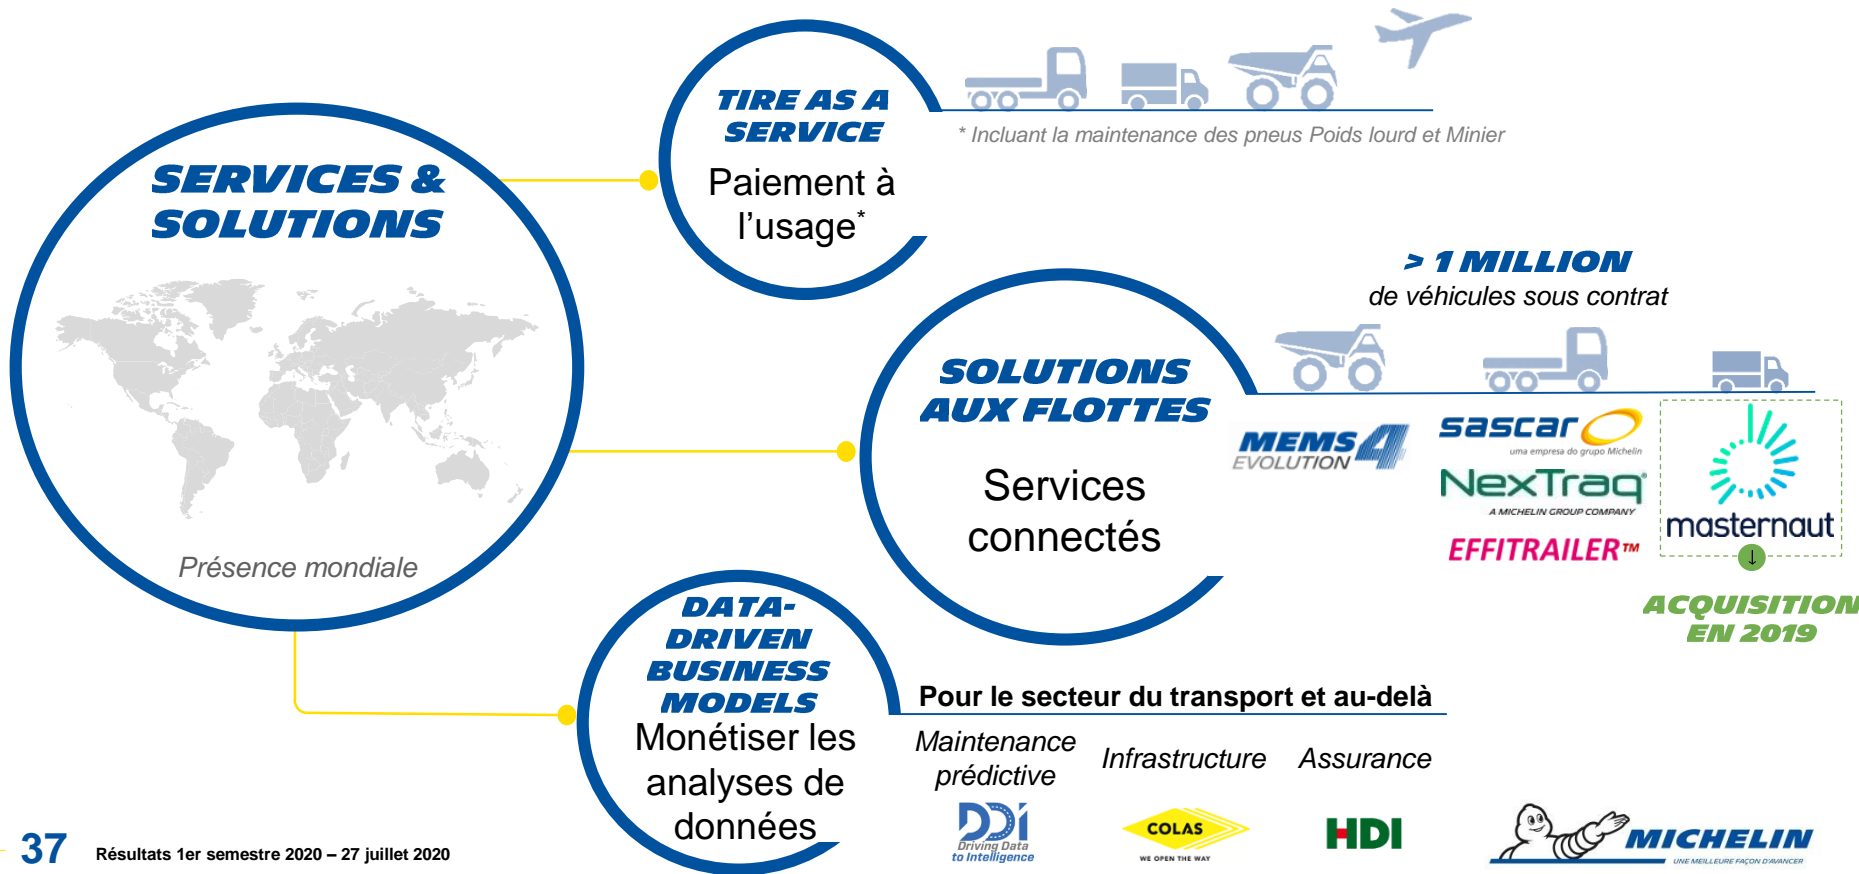 SERVICES &
SOLUTIONS
Présence mondiale
TIRE AS A
SERVICE
Paiement à
l’usage*
* Incluant la maintenance des pneus Poids lourd et Minier
> 1 MILLION
de véhicules sous contrat
SOLUTIONS
AUX FLOTTES
Services
connectés
MEMS4
EVOLUTION
sascar
uma empresa do grupo Michelin
NexTraq
A MICHELIN GROUP COMPANY
EFFITRAILER™
masternaut
↓
ACQUISITION
EN 2019
DATA-
DRIVEN
BUSINESS
MODELS
Monétiser les
analyses de
données
Pour le secteur du transport et au-delà
Maintenance
prédictive
Infrastructure
Assurance
DDi
Driving Data
to Intelligence
COLAS
WE OPEN THE WAY
HDI
MICHELIN
UNE MEILLEURE FAÇON D'AVANCER
37
Résultats 1er semestre 2020 – 27 juillet 2020